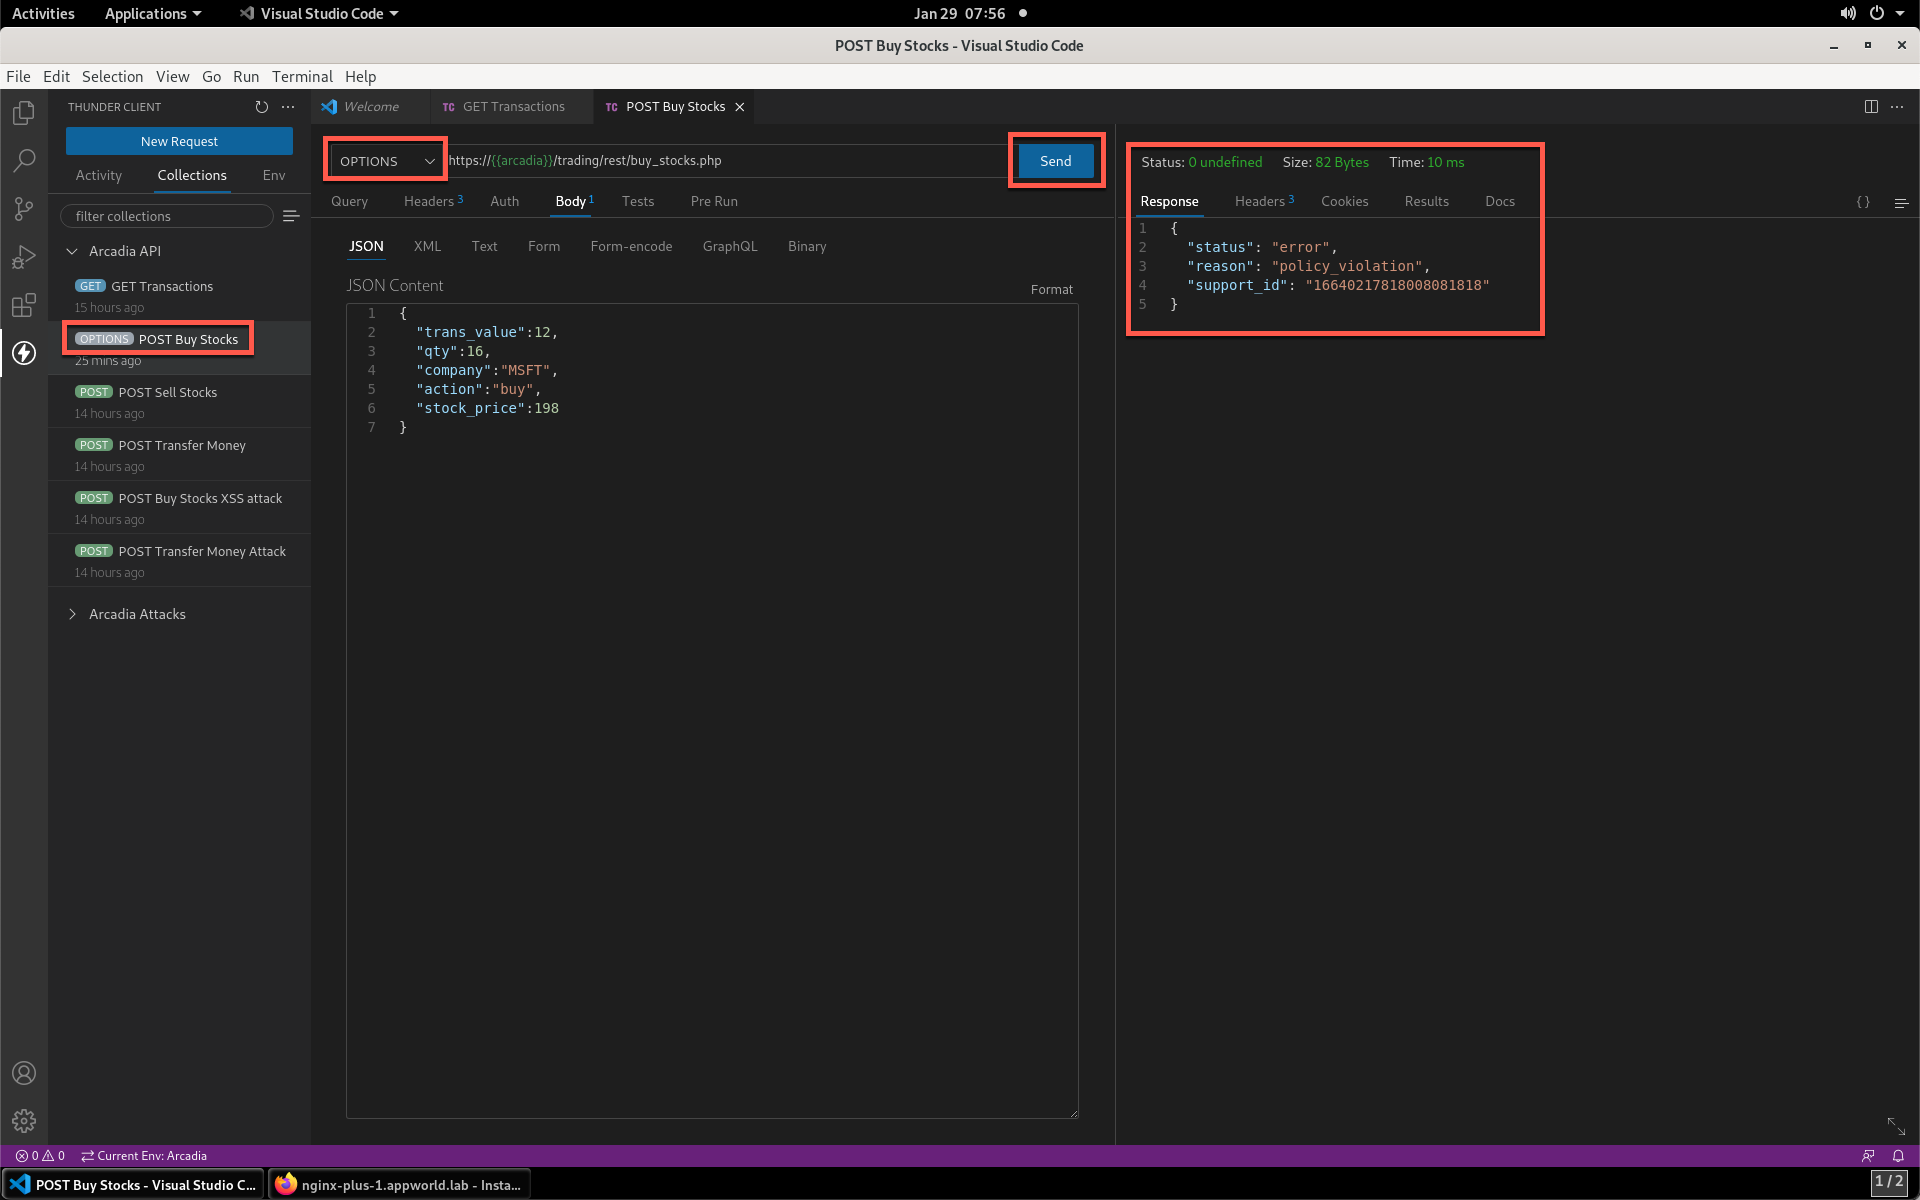 Activities Applications Visual Studio Code Jan 29 07:56
POST Buy Stocks - Visual Studio Code
File Edit Selection View Go Run Terminal Help
THUNDER CLIENT
New Request
Activity Collections Env
filter collections
Arcadia API
GET GET Transactions
15 hours ago
OPTIONS POST Buy Stocks
25 mins ago
POST POST Sell Stocks
14 hours ago
POST POST Transfer Money
14 hours ago
POST POST Buy Stocks XSS attack
14 hours ago
POST POST Transfer Money Attack
14 hours ago
Arcadia Attacks
Welcome TC GET Transactions TC POST Buy Stocks
OPTIONS https://{{arcadia}}/trading/rest/buy_stocks.php Send
Query Headers 3 Auth Body 1 Tests Pre Run
JSON XML Text Form Form-encode GraphQL Binary
JSON Content
Format
1 {
2 "trans_value":12,
3 "qty":16,
4 "company":"MSFT",
5 "action":"buy",
6 "stock_price":198
7 }
Status: 0 undefined Size: 82 Bytes Time: 10 ms
Response Headers 3 Cookies Results Docs {}
1 {
2 "status": "error",
3 "reason": "policy_violation",
4 "support_id": "16640217818008081818"
5 }
0 0 Current Env: Arcadia
POST Buy Stocks - Visual Studio C... nginx-plus-1.appworld.lab - Insta... 1 / 2